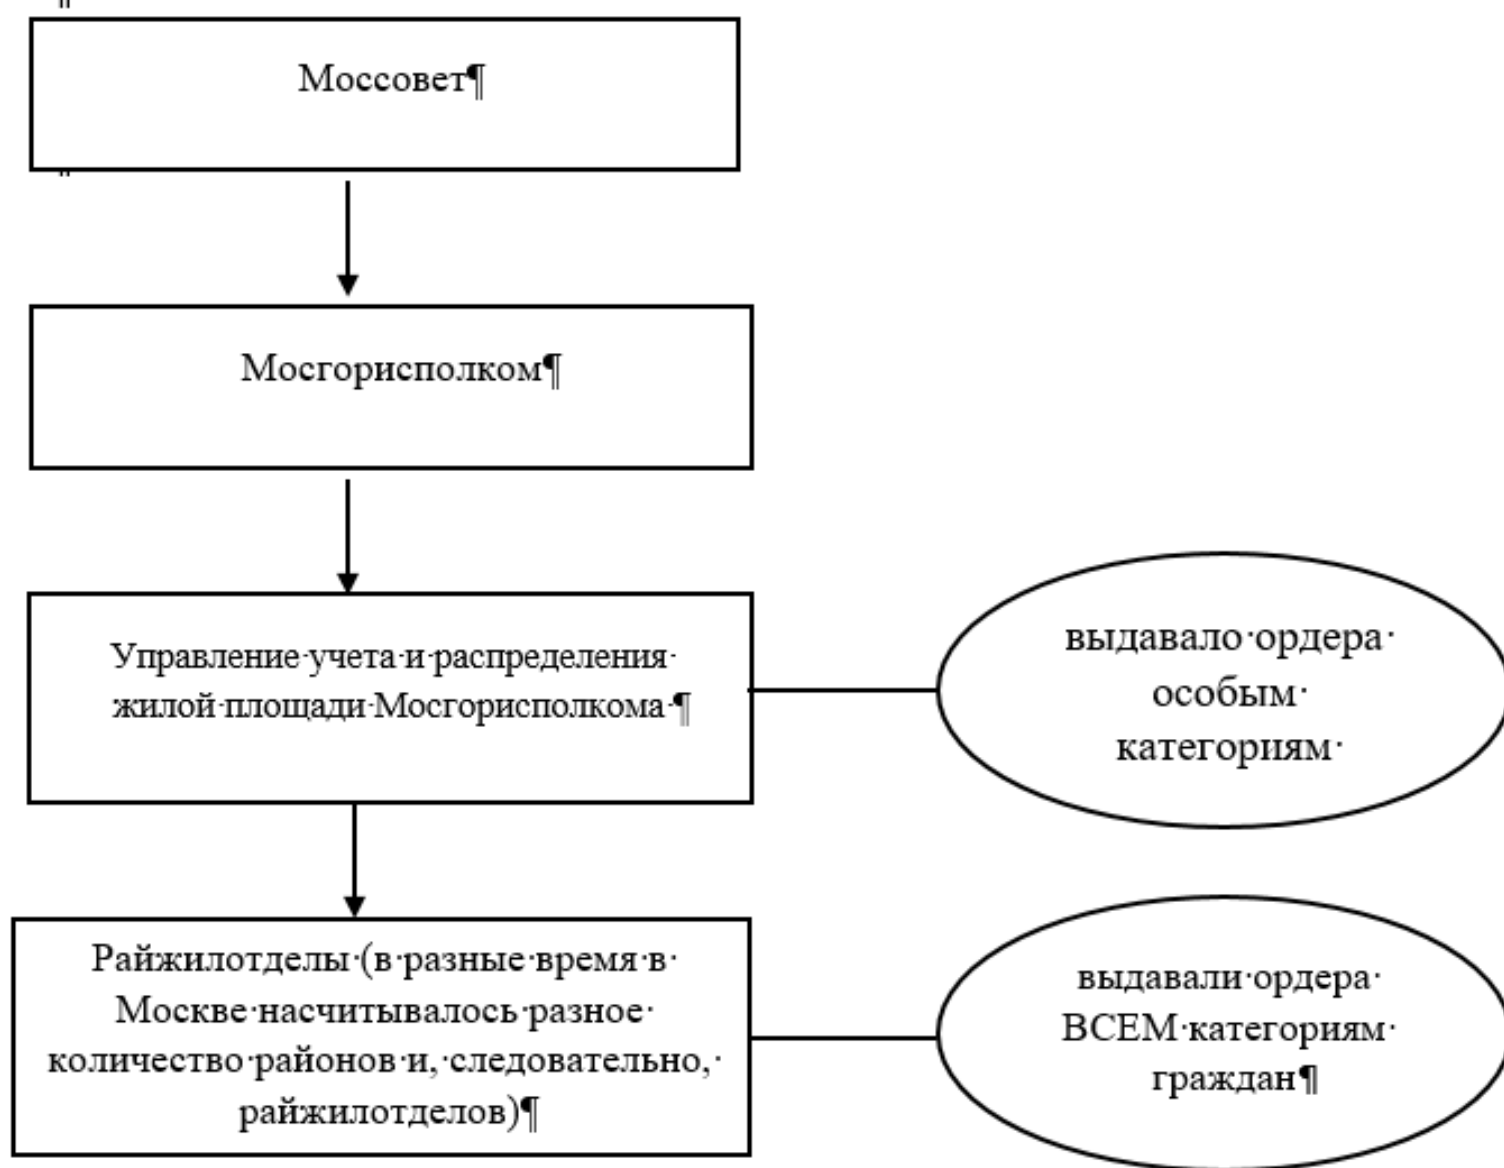 Моссовет¶
Мосгорисполком¶
Управление·учета·и·распределения·
жилой·площади·Мосгорисполкома·¶
выдавало·ордера·
особым·
категориям·
Райжилотделы·(в·разные·время·в·
Москве·насчитывалось·разное·
количество·районов·и,·следовательно,·
райжилотделов)¶
выдавали·ордера·
ВСЕМ·категориям·
граждан¶